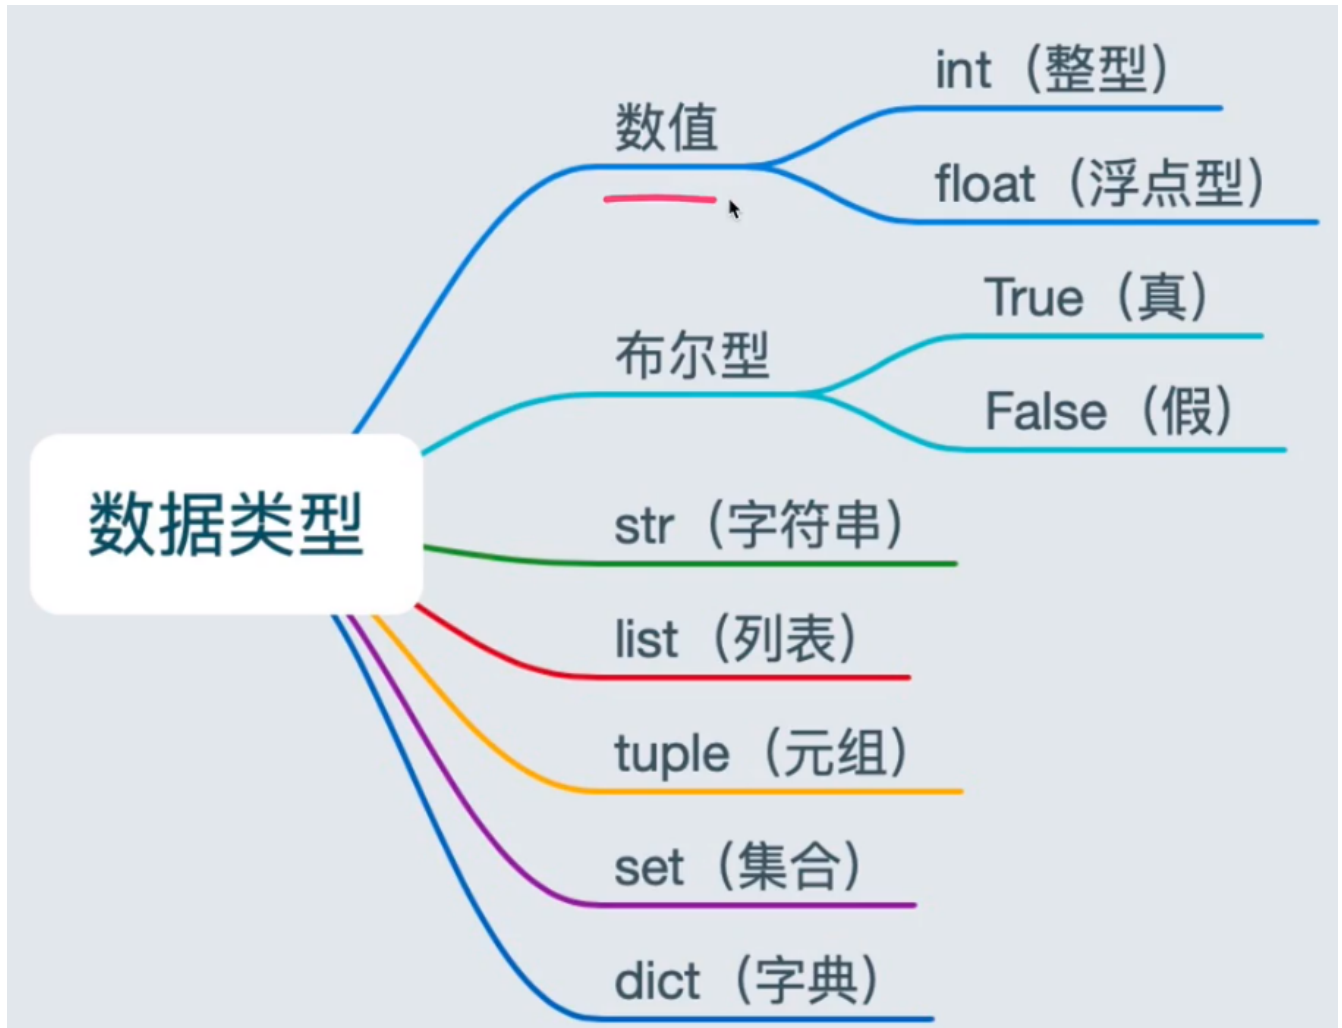 int（整型）
数值
float（浮点型）
True（真）
布尔型
False（假）
数据类型
str（字符串）
list（列表）
tuple（元组）
set（集合）
dict（字典）